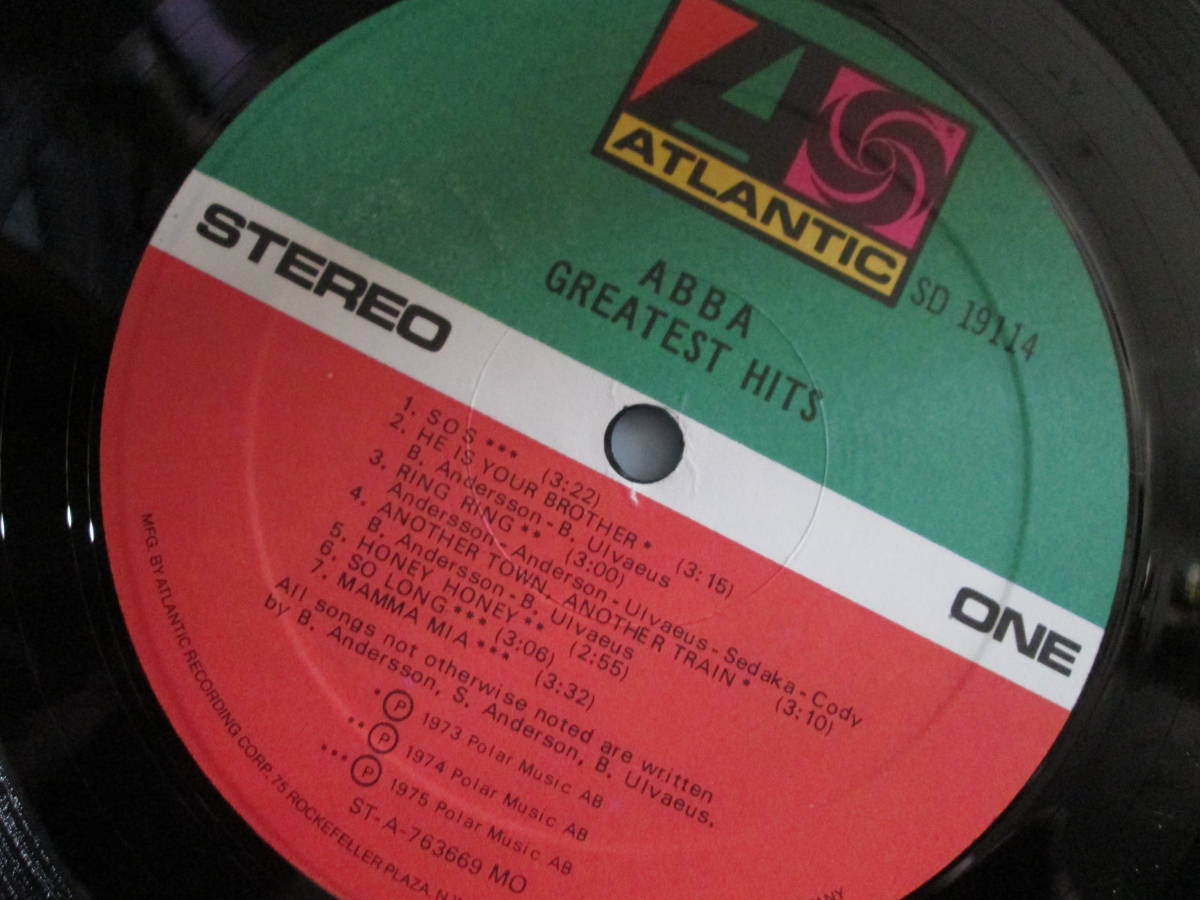 ATLANTIC
SD 19114
ABBA
GREATEST HITS
STEREO
ONE
1. SOS *** (3:22)
2. HE IS YOUR BROTHER * (3:15)
B. Andersson - B. Ulvaeus
3. RING RING ** (3:00)
Andersson - Anderson - Ulvaeus - Sedaka - Cody
4. ANOTHER TOWN, ANOTHER TRAIN * (3:10)
B. Andersson - B. Ulvaeus
5. HONEY HONEY ** (2:55)
6. SO LONG *** (3:06)
7. MAMMA MIA *** (3:32)
All songs not otherwise noted are written
by B. Andersson, S. Anderson, B. Ulvaeus.
* Ⓟ 1973 Polar Music AB
** Ⓟ 1974 Polar Music AB
*** Ⓟ 1975 Polar Music AB
ST-A-763669 MO
MFG. BY ATLANTIC RECORDING CORP. 75 ROCKEFELLER PLAZA, N.